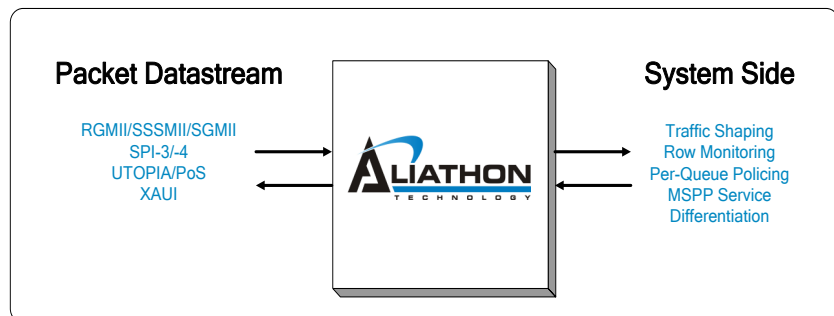 Packet Datastream
RGMII/SSSMII/SGMII
SPI-3/-4
UTOPIA/PoS
XAUI
ALIATHON
TECHNOLOGY
System Side
Traffic Shaping
Row Monitoring
Per-Queue Policing
MSPP Service
Differentiation